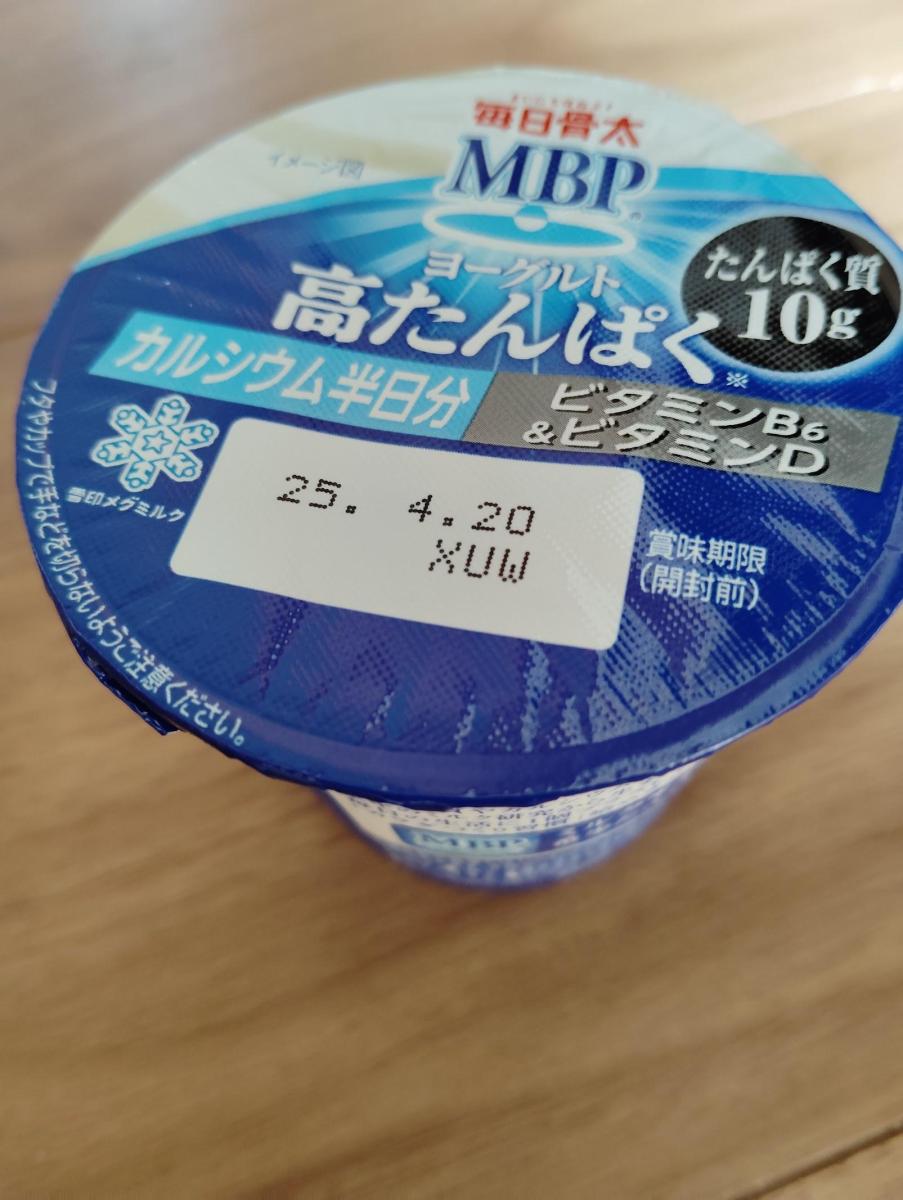 毎日骨太
MBP®
イメージ図
ヨーグルト
高たんぱく※
たんぱく質
10g
カルシウム半日分
ビタミンB6
&ビタミンD
雪印メグミルク
25. 4.20
XUW
賞味期限
(開封前)
フタやカップで手などを切らないようご注意ください。
MBP